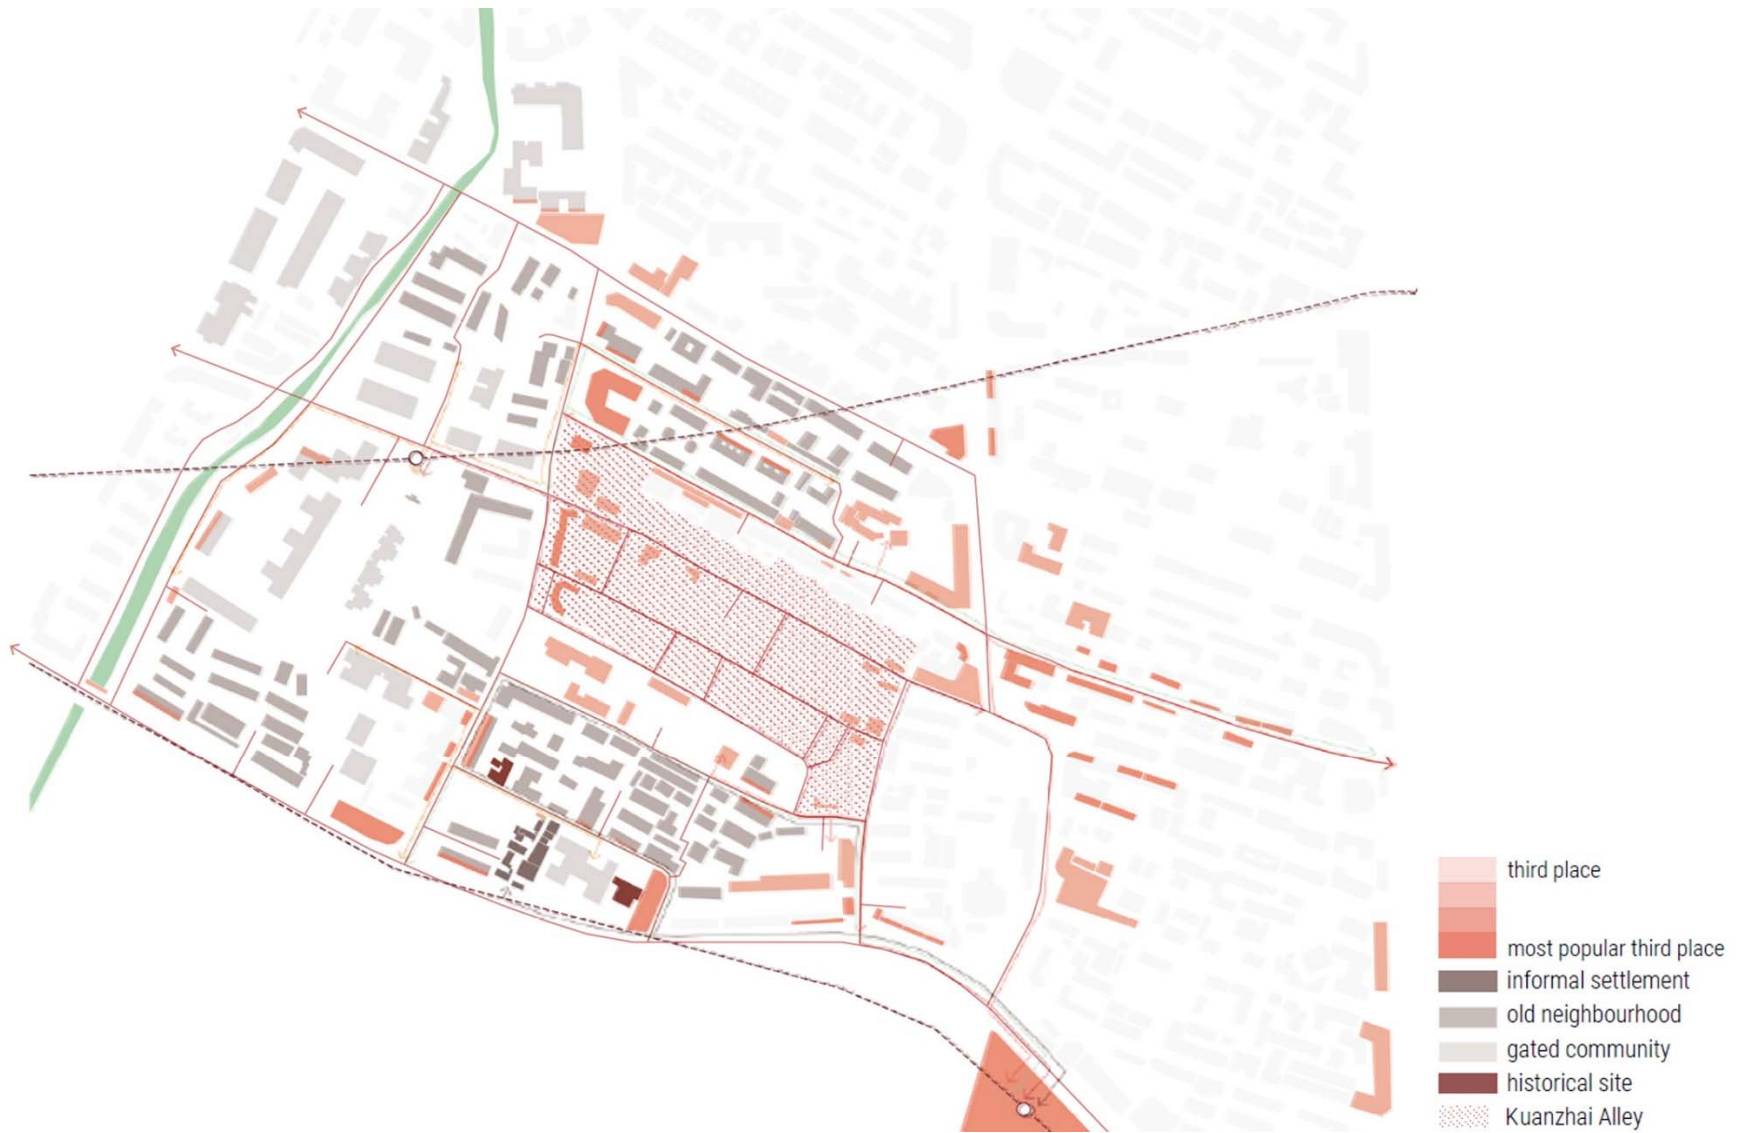 third place
most popular third place
informal settlement
old neighbourhood
gated community
historical site
Kuanzhai Alley